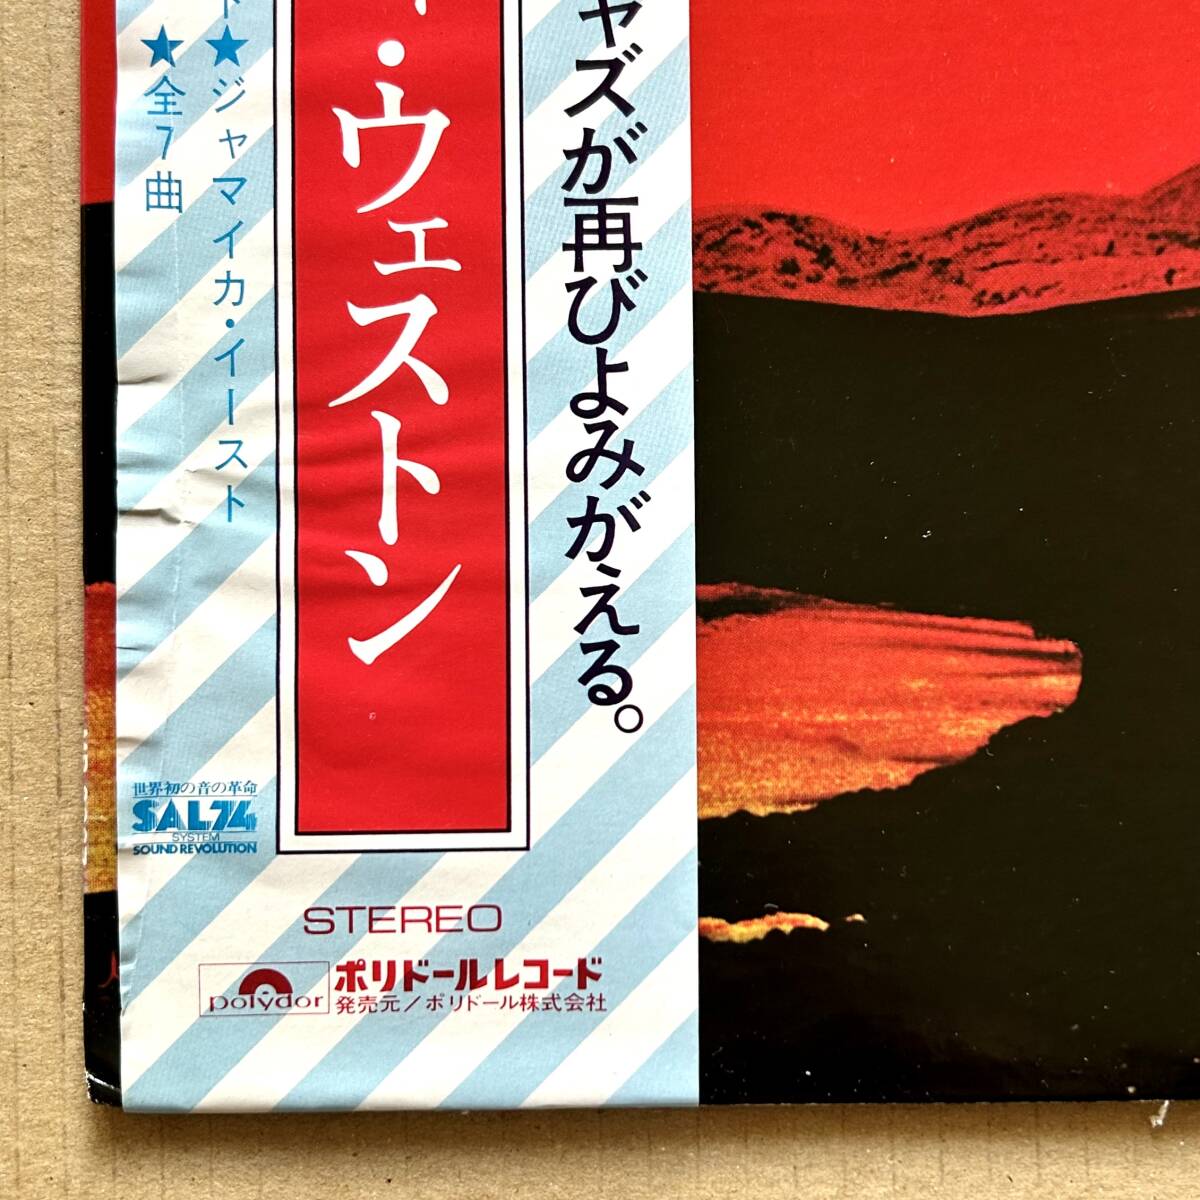 ャズが再びよみがえる。
・ウェストン
★ジャマイカ・イースト
★全7曲
世界初の音の革命
SAL74
SYSTEM
SOUND REVOLUTION
STEREO
polydor
ポリドールレコード
発売元/ポリドール株式会社